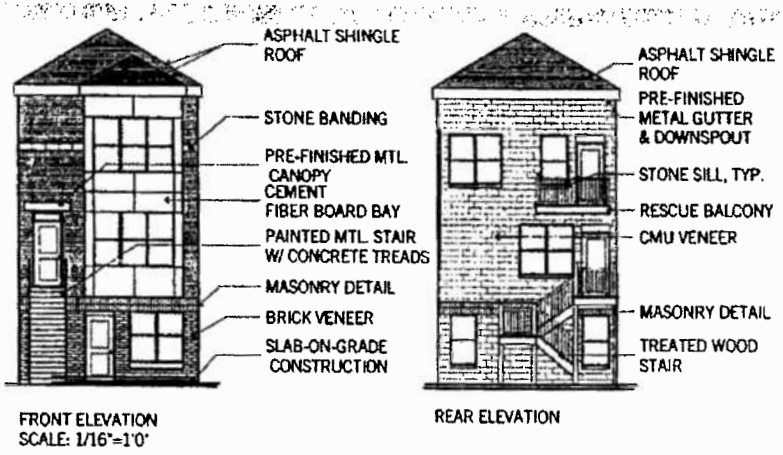 ASPHALT SHINGLE
ROOF
STONE BANDING
PRE-FINISHED MTL.
CANOPY
CEMENT
FIBER BOARD BAY
PAINTED MTL. STAIR
W/ CONCRETE TREADS
MASONRY DETAIL
BRICK VENEER
SLAB-ON-GRADE
CONSTRUCTION
FRONT ELEVATION
SCALE: 1/16"=1'0"
ASPHALT SHINGLE
ROOF
PRE-FINISHED
METAL GUTTER
& DOWNSPOUT
STONE SILL, TYP.
RESCUE BALCONY
CMU VENEER
MASONRY DETAIL
TREATED WOOD
STAIR
REAR ELEVATION